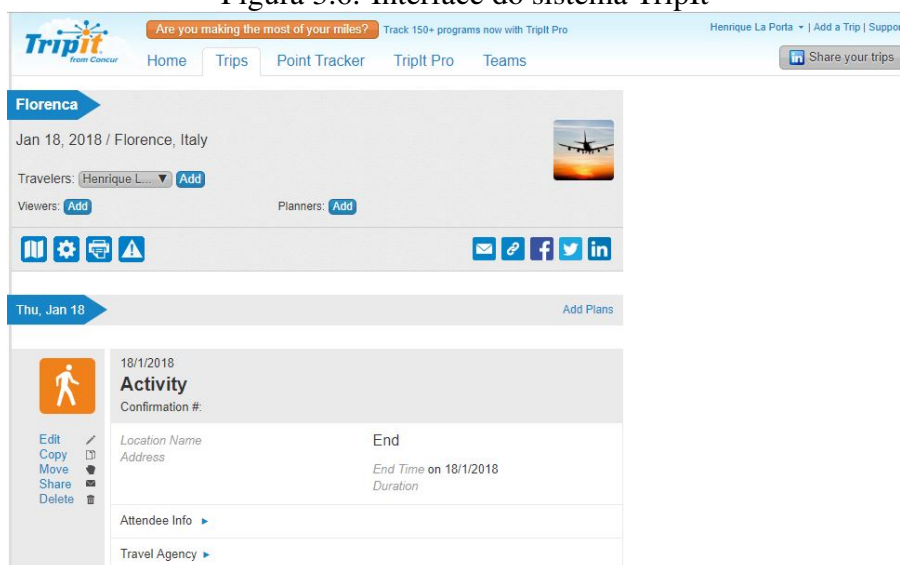 Figura 3.6: Interface do sistema TripIt
Tripit
from Concur
Are you making the most of your miles? Track 150+ programs now with TripIt Pro
Henrique La Porta | Add a Trip | Suppor
Home Trips Point Tracker TripIt Pro Teams
in Share your trips
Florenca
Jan 18, 2018 / Florence, Italy
Travelers: Henrique L... Add
Viewers: Add Planners: Add
Thu, Jan 18 Add Plans
18/1/2018
Activity
Confirmation #:
Edit
Copy
Move
Share
Delete
Location Name
Address
End
End Time on 18/1/2018
Duration
Attendee Info
Travel Agency